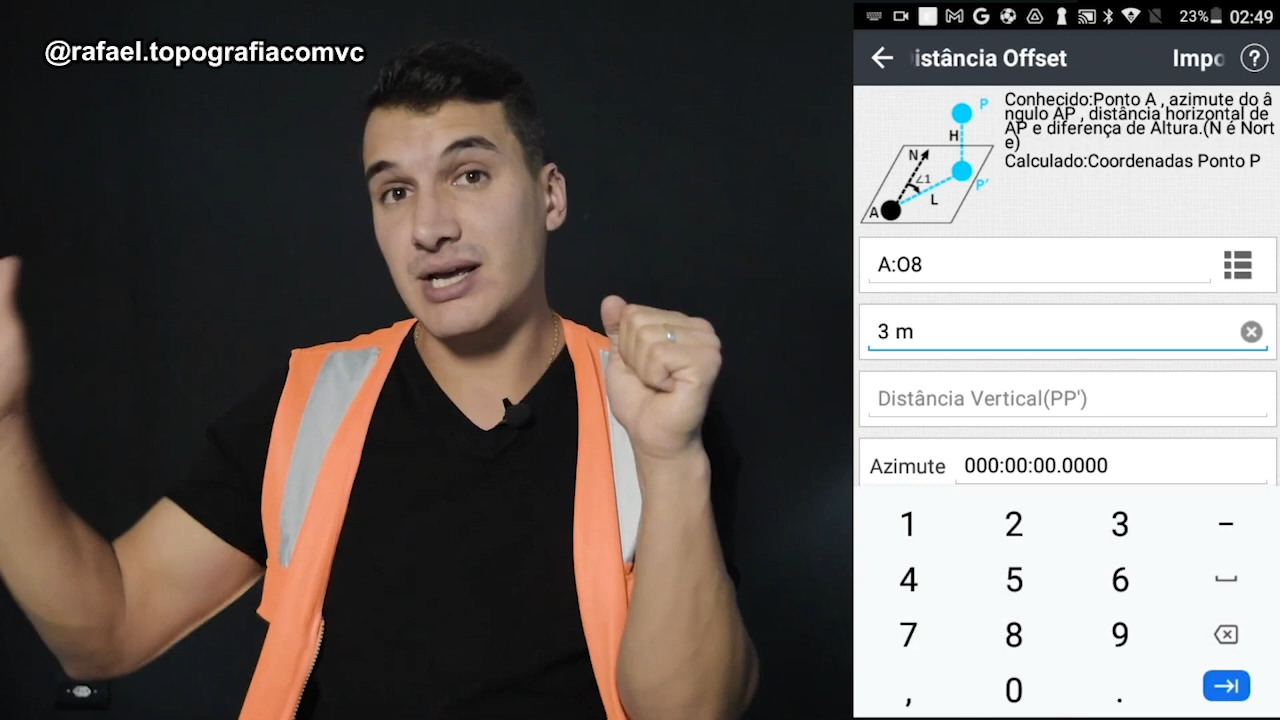 @rafael.topografiacomvc
23% 02:49
istância Offset
Impo
?
P
H
N
∠1
P'
L
A
Conhecido:Ponto A , azimute do â
ngulo AP , distância horizontal de
AP e diferença de Altura.(N é Nort
e)
Calculado:Coordenadas Ponto P
A:O8
3 m
Distância Vertical(PP')
Azimute 000:00:00.0000
1 2 3 −
4 5 6
7 8 9
, 0 .